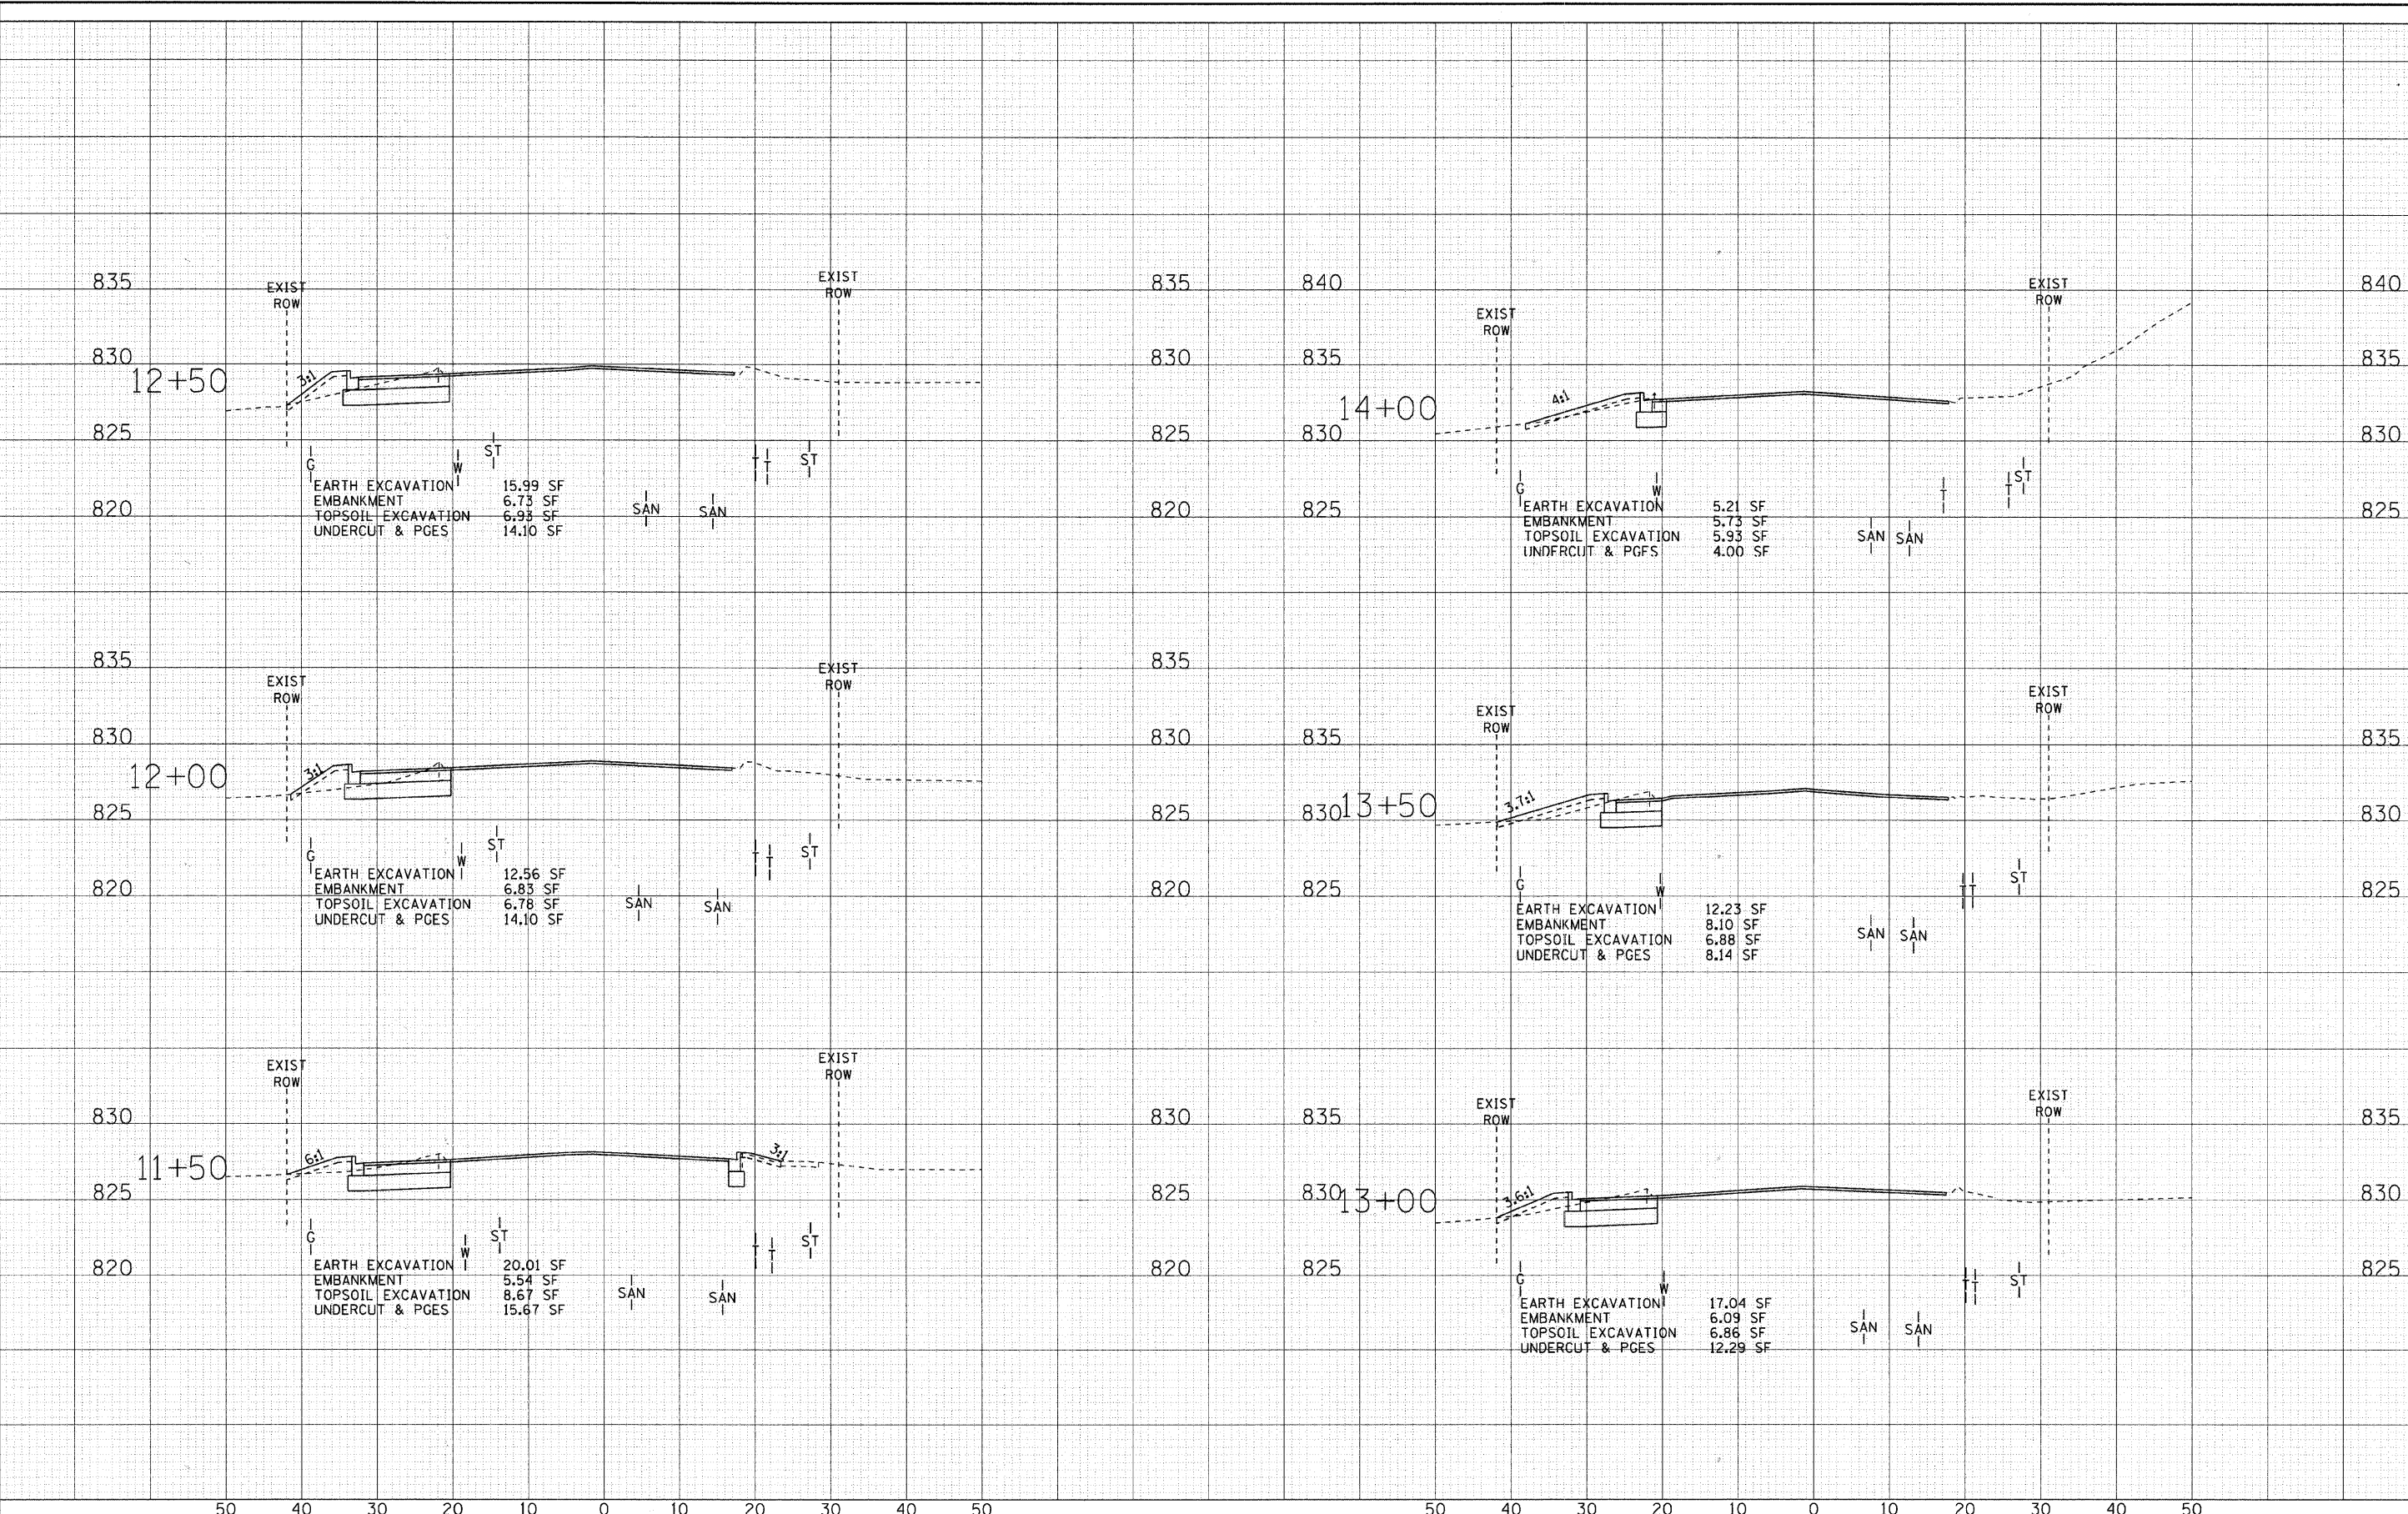 835 835
EXIST
ROW
EXIST
ROW
830 830
12+50
3:1
825 825
G W ST T T ST
EARTH EXCAVATION 15.99 SF
EMBANKMENT 6.73 SF
TOPSOIL EXCAVATION 6.93 SF
UNDERCUT & PGES 14.10 SF
SAN SAN
820 820
835 835
EXIST
ROW
EXIST
ROW
830 830
12+00
3:1
825 825
G W ST T T ST
EARTH EXCAVATION 12.56 SF
EMBANKMENT 6.83 SF
TOPSOIL EXCAVATION 6.78 SF
UNDERCUT & PGES 14.10 SF
SAN SAN
820 820
EXIST
ROW
EXIST
ROW
830 830
11+50
6:1 3:1
825 825
G W ST T T ST
EARTH EXCAVATION 20.01 SF
EMBANKMENT 5.54 SF
TOPSOIL EXCAVATION 8.67 SF
UNDERCUT & PGES 15.67 SF
SAN SAN
820 820
50 40 30 20 10 0 10 20 30 40 50
840 840
EXIST
ROW
EXIST
ROW
835 835
14+00
4:1
830 830
G W T T ST
EARTH EXCAVATION 5.21 SF
EMBANKMENT 5.73 SF
TOPSOIL EXCAVATION 5.93 SF
UNDERCUT & PGES 4.00 SF
SAN SAN
825 825
EXIST
ROW
EXIST
ROW
835 835
13+50
3.7:1
830 830
G W T T ST
EARTH EXCAVATION 12.23 SF
EMBANKMENT 8.10 SF
TOPSOIL EXCAVATION 6.88 SF
UNDERCUT & PGES 8.14 SF
SAN SAN
825 825
EXIST
ROW
EXIST
ROW
835 835
13+00
3.6:1
830 830
G W T T ST
EARTH EXCAVATION 17.04 SF
EMBANKMENT 6.09 SF
TOPSOIL EXCAVATION 6.86 SF
UNDERCUT & PGES 12.29 SF
SAN SAN
825 825
50 40 30 20 10 0 10 20 30 40 50